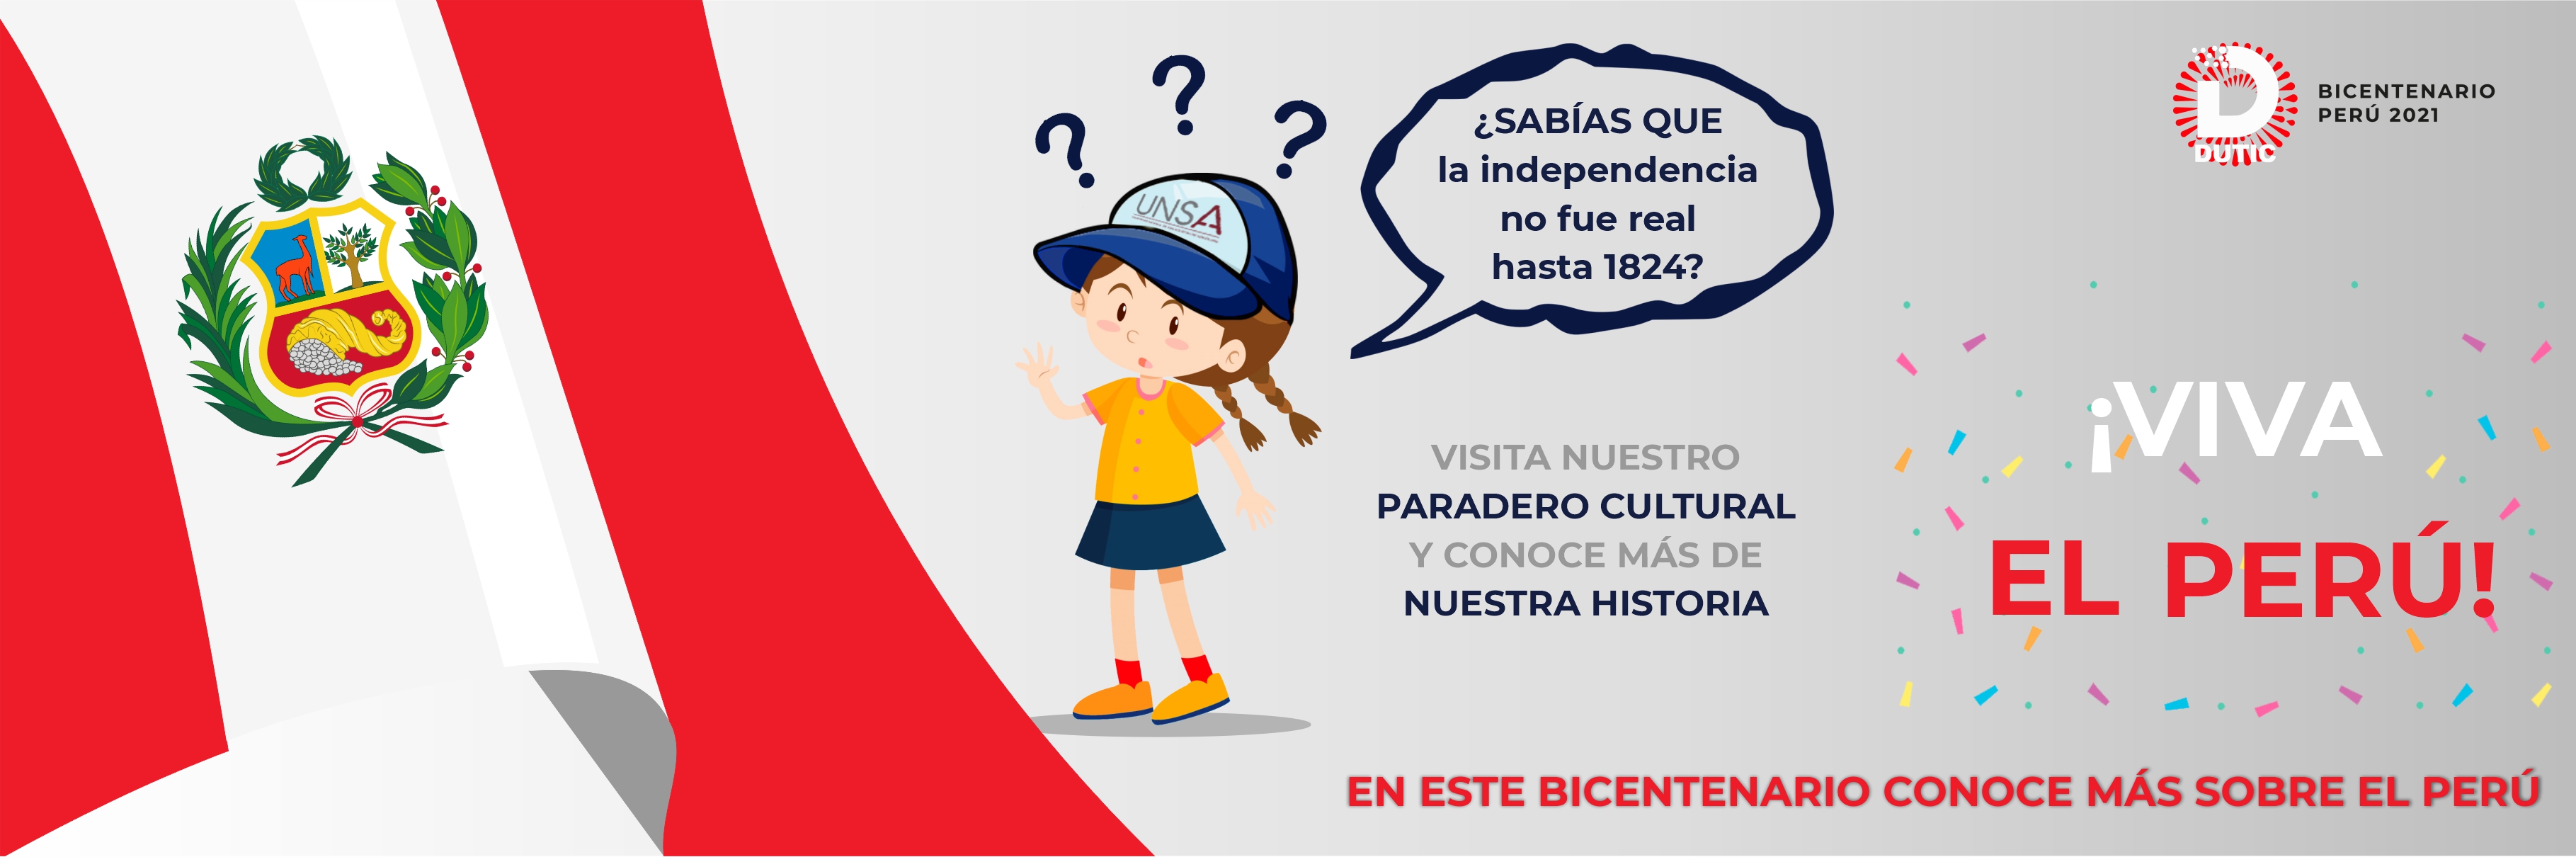 ¿SABÍAS QUE
la independencia
no fue real
hasta 1824?
UNSA
VISITA NUESTRO
PARADERO CULTURAL
Y CONOCE MÁS DE
NUESTRA HISTORIA
DUTIC
BICENTENARIO
PERÚ 2021
¡VIVA
EL PERÚ!
EN ESTE BICENTENARIO CONOCE MÁS SOBRE EL PERÚ